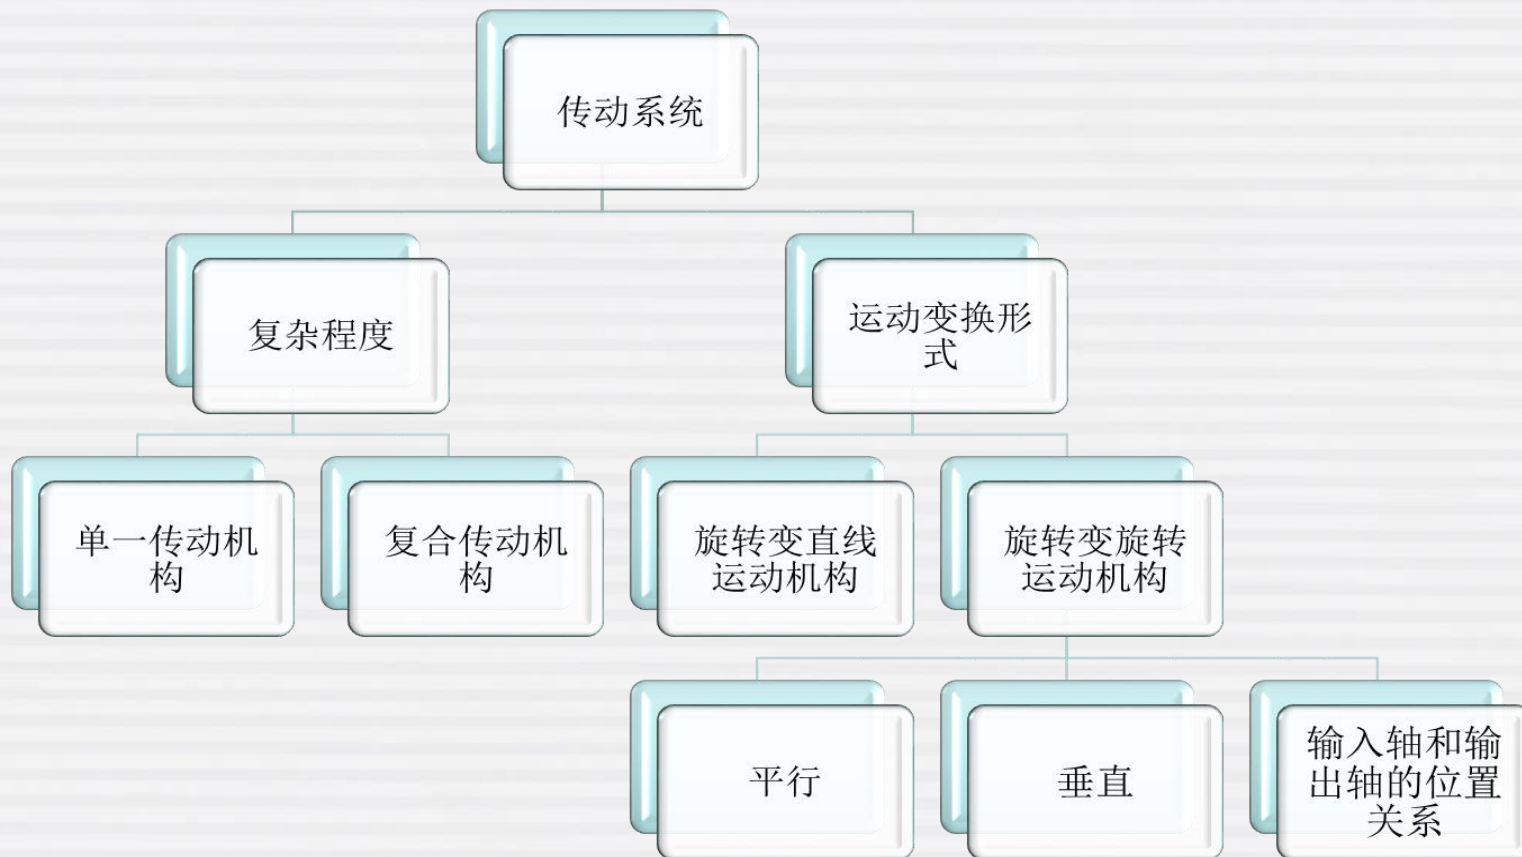 传动系统
复杂程度
运动变换形
式
单一传动机
构
复合传动机
构
旋转变直线
运动机构
旋转变旋转
运动机构
平行
垂直
输入轴和输
出轴的位置
关系